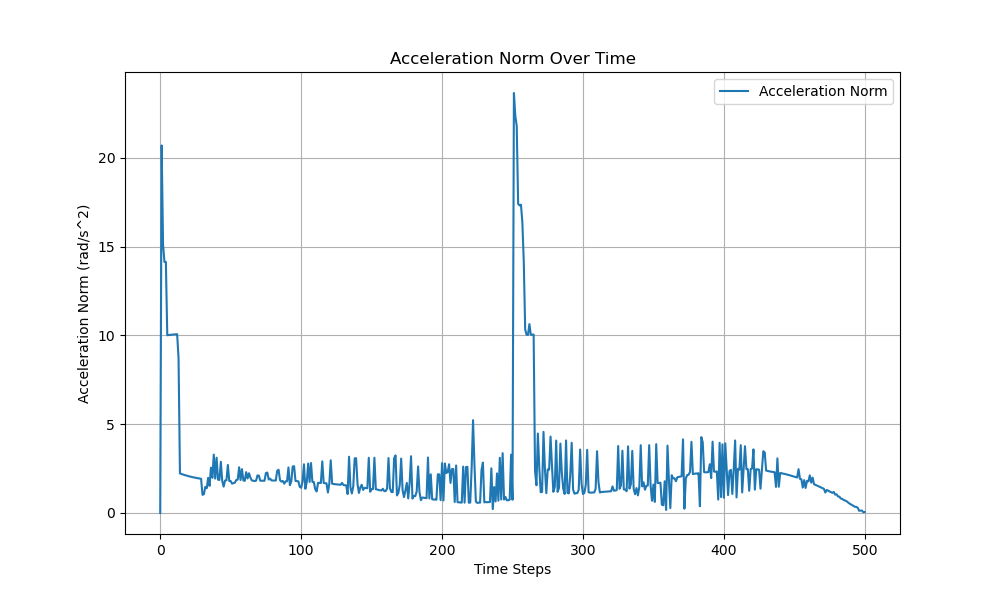 Acceleration Norm Over Time
Acceleration Norm
Acceleration Norm (rad/s^2)
20
15
10
5
0
0 100 200 300 400 500
Time Steps